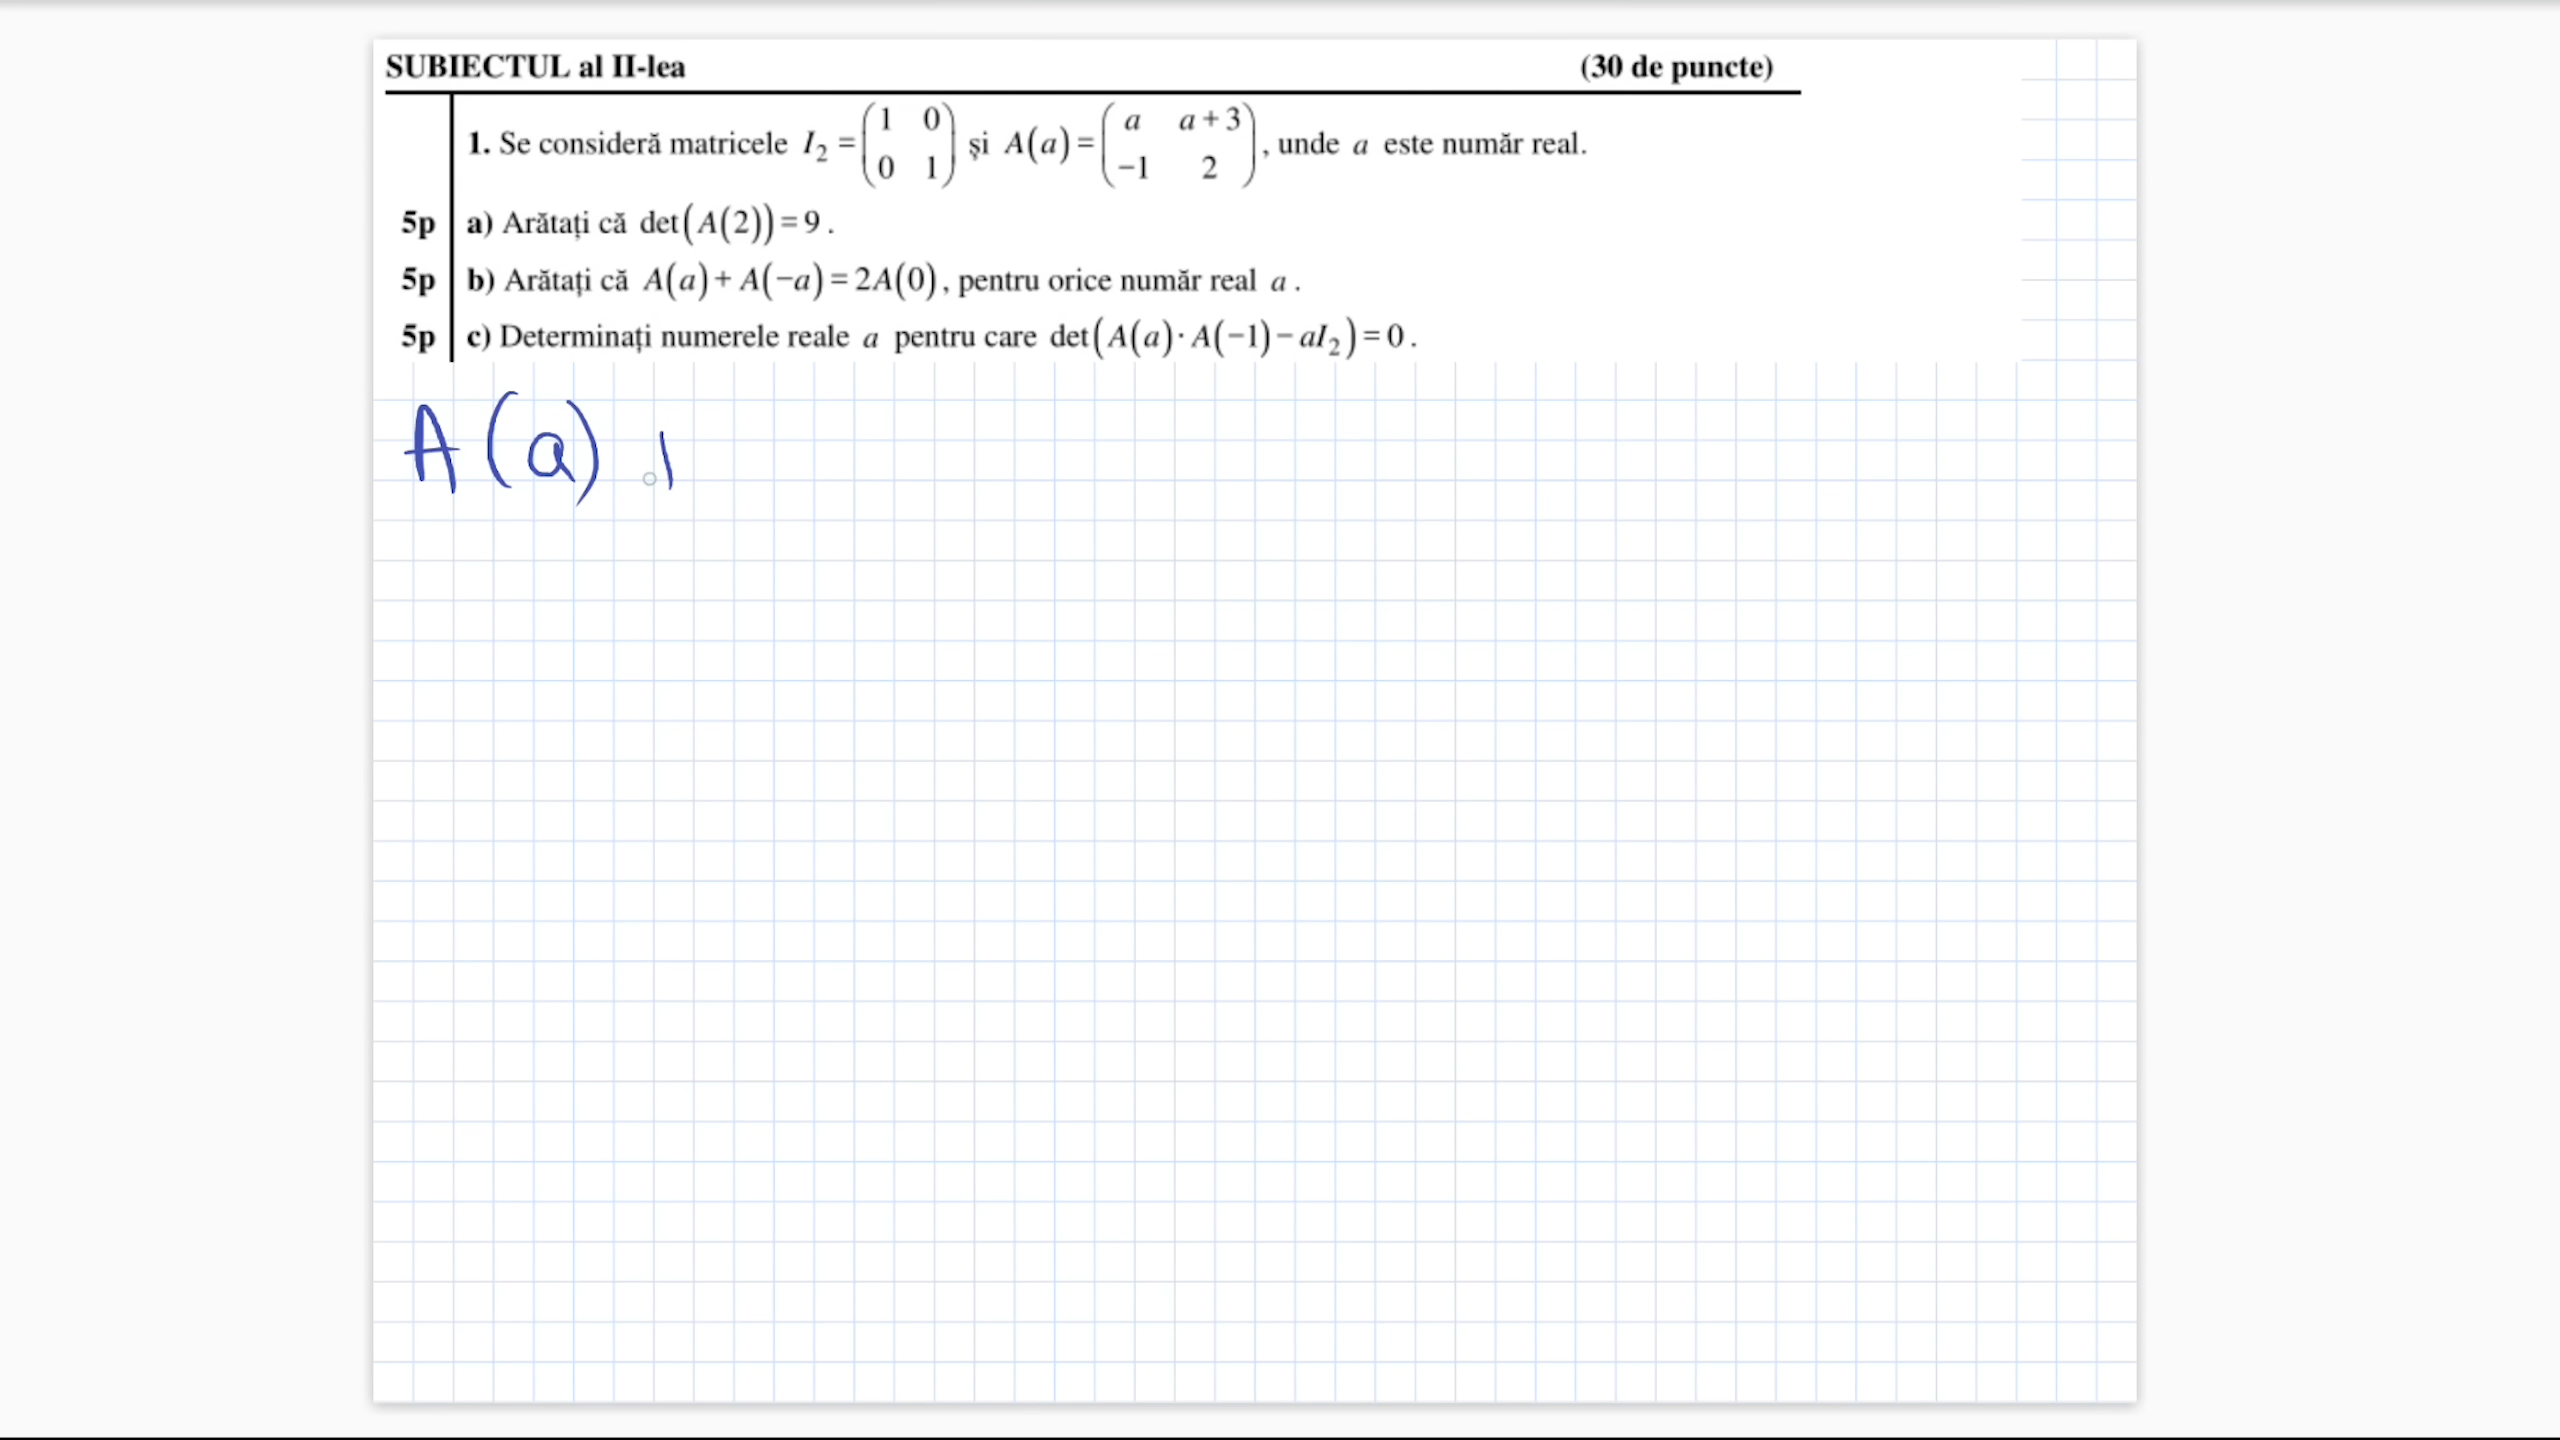 SUBIECTUL al II-lea (30 de puncte)
1. Se consideră matricele I₂ = (1 0; 0 1) și A(a) = (a a+3; −1 2), unde a este număr real.
5p a) Arătați că det(A(2)) = 9.
5p b) Arătați că A(a) + A(−a) = 2A(0), pentru orice număr real a.
5p c) Determinați numerele reale a pentru care det(A(a) · A(−1) − aI₂) = 0.
A(a) ·